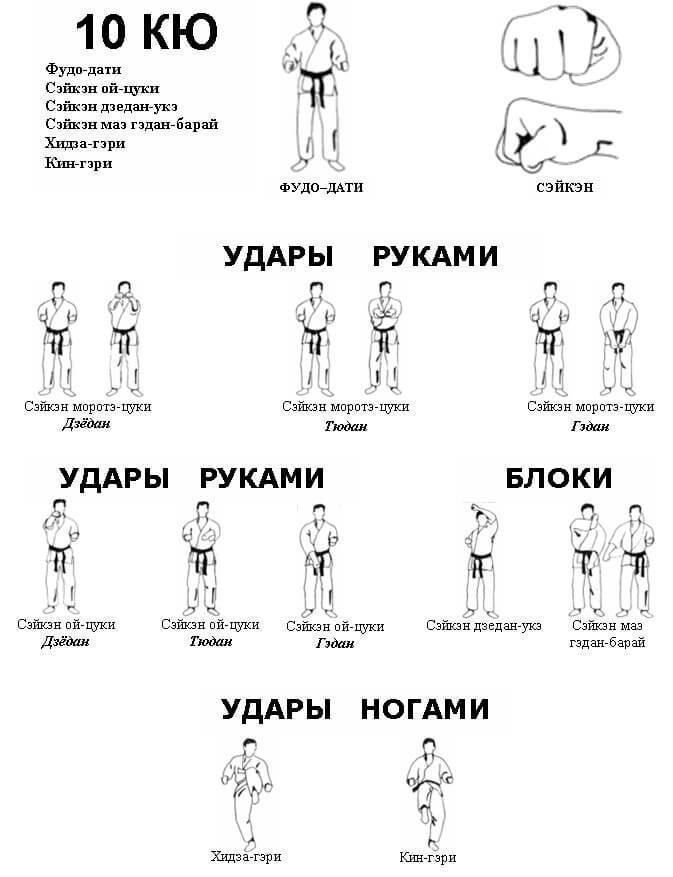 10 КЮ
Фудо-дати
Сэйкэн ой-цуки
Сэйкэн дзедан-укэ
Сэйкэн маэ гэдан-барай
Хидза-гэри
Кин-гэри
ФУДО–ДАТИ
СЭЙКЭН
УДАРЫ РУКАМИ
Сэйкэн моротэ-цуки
Дзёдан
Сэйкэн моротэ-цуки
Тюдан
Сэйкэн моротэ-цуки
Гэдан
УДАРЫ РУКАМИ
Сэйкэн ой-цуки
Дзёдан
Сэйкэн ой-цуки
Тюдан
Сэйкэн ой-цуки
Гэдан
БЛОКИ
Сэйкэн дзедан-укэ
Сэйкэн маэ
гэдан-барай
УДАРЫ НОГАМИ
Хидза-гэри
Кин-гэри